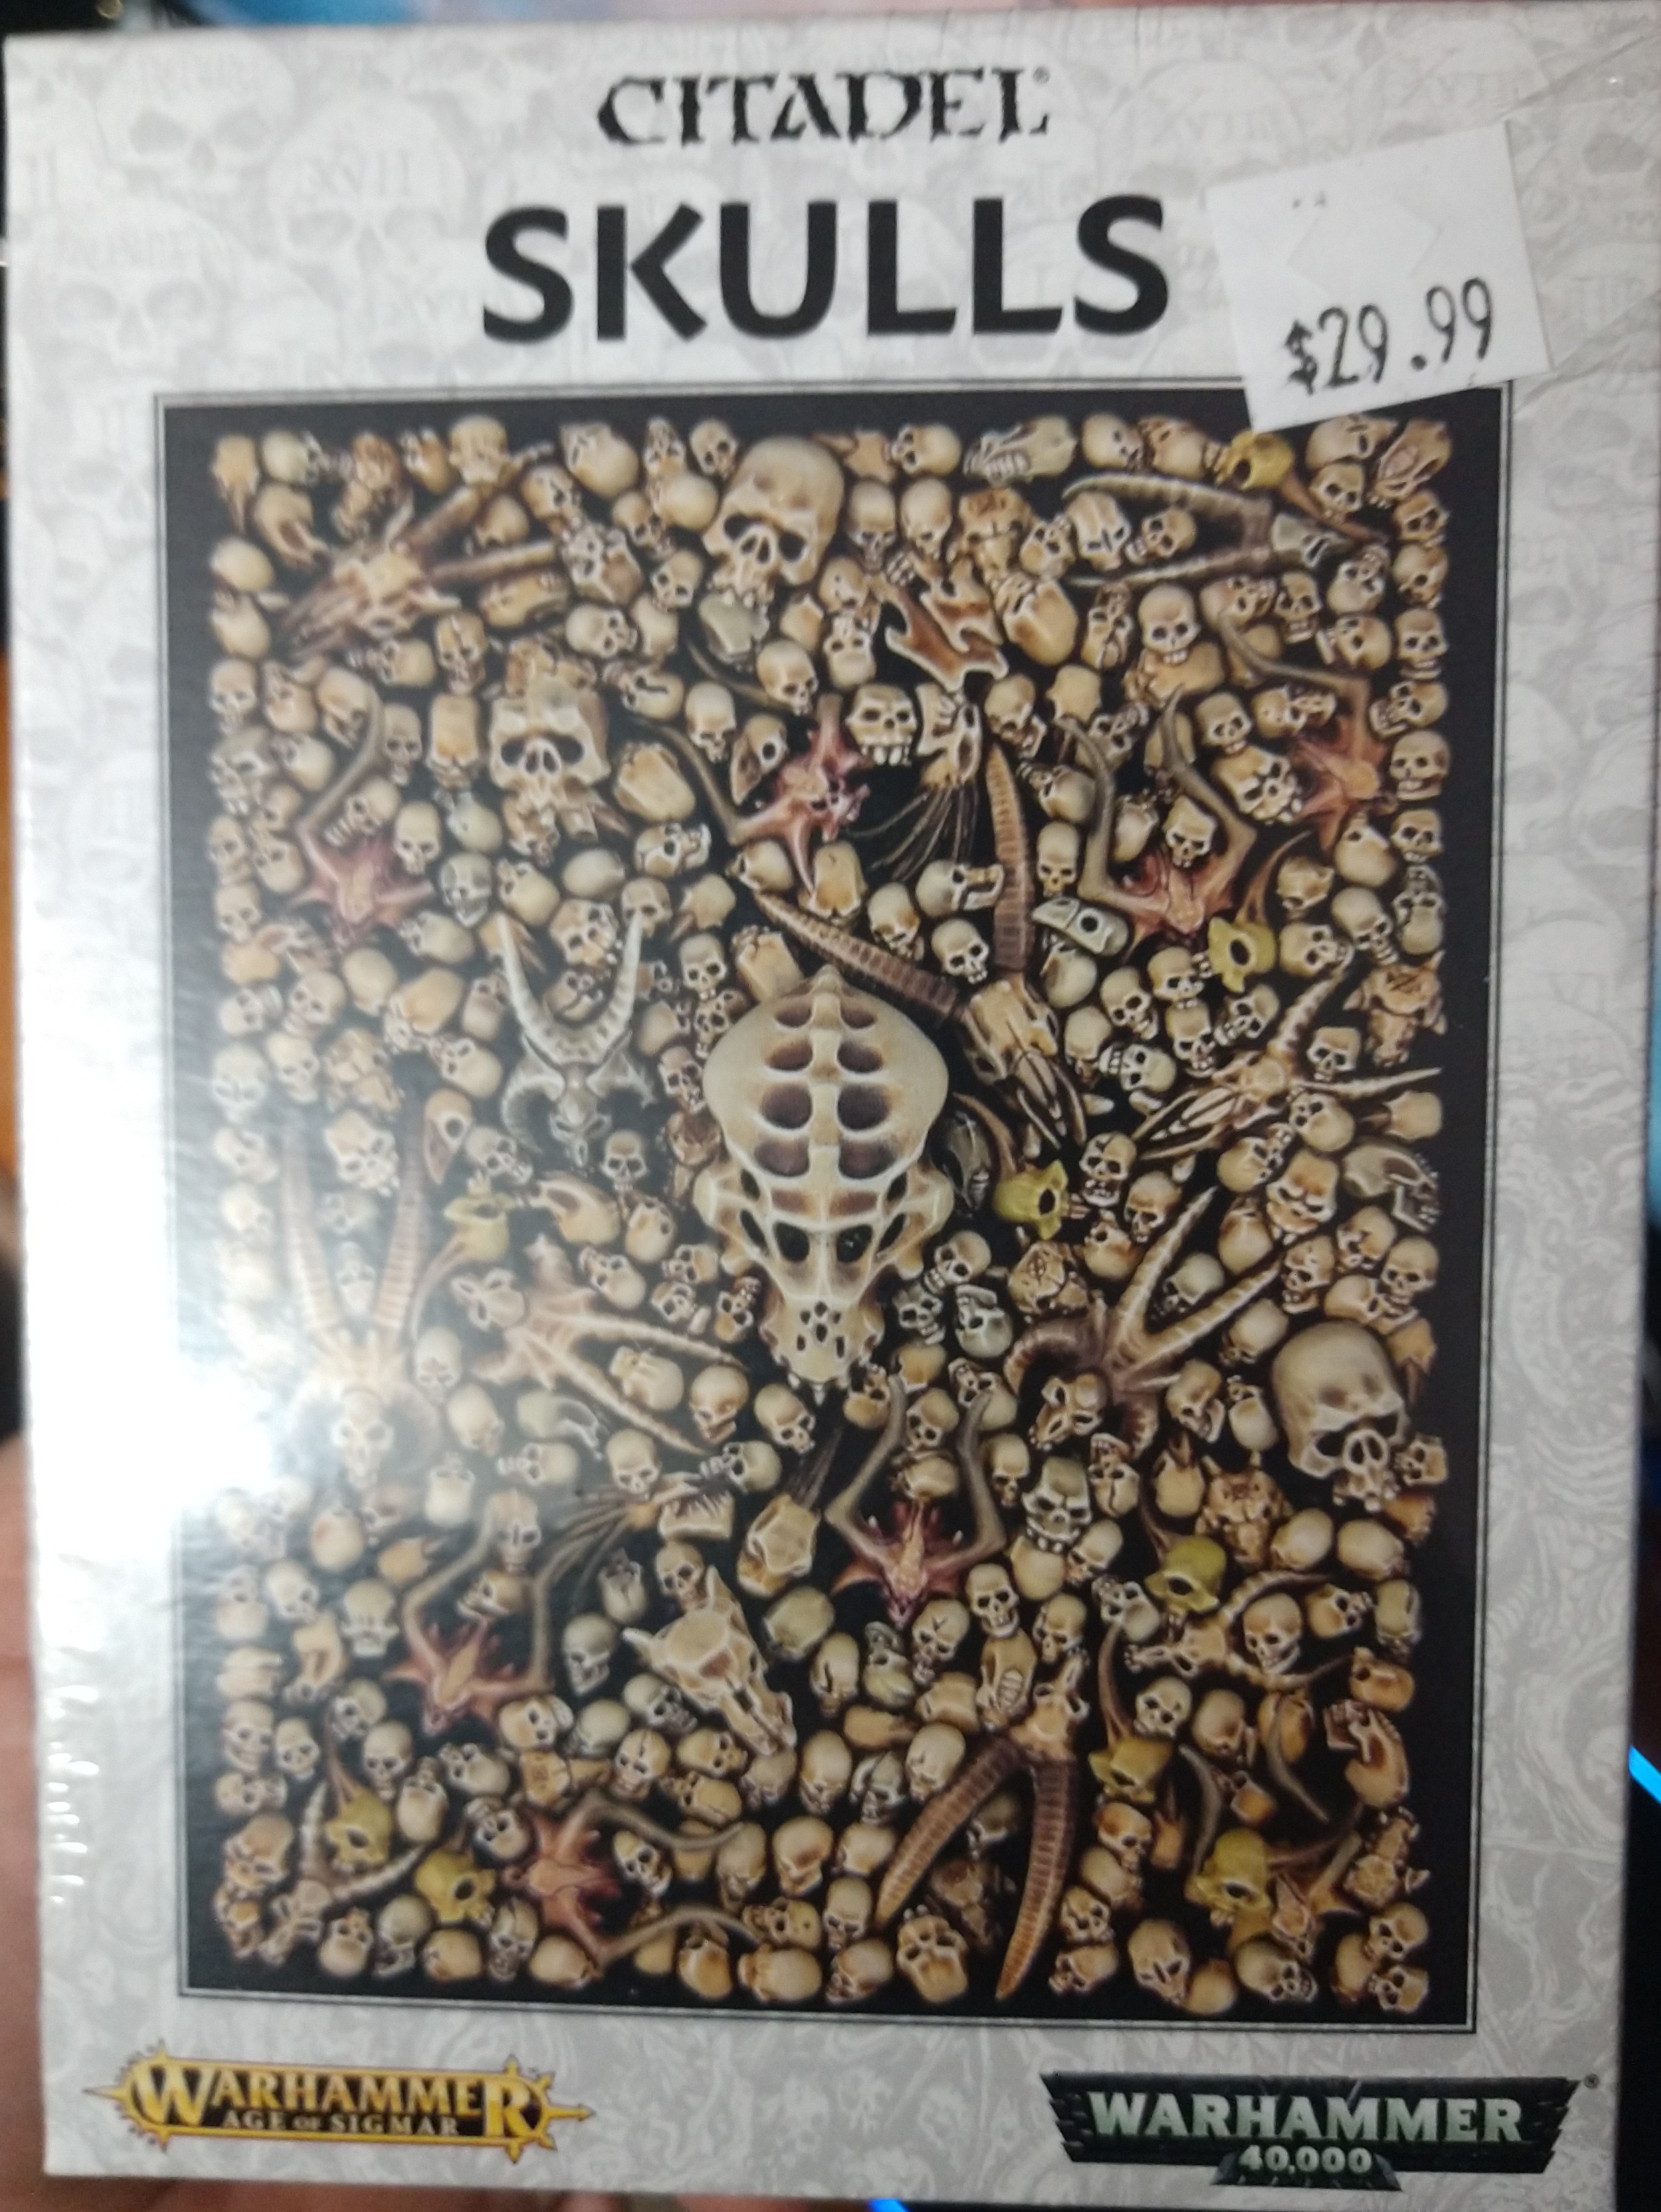 CITADEL®
SKULLS
$29.99
WARHAMMER
AGE OF SIGMAR
WARHAMMER®
40,000